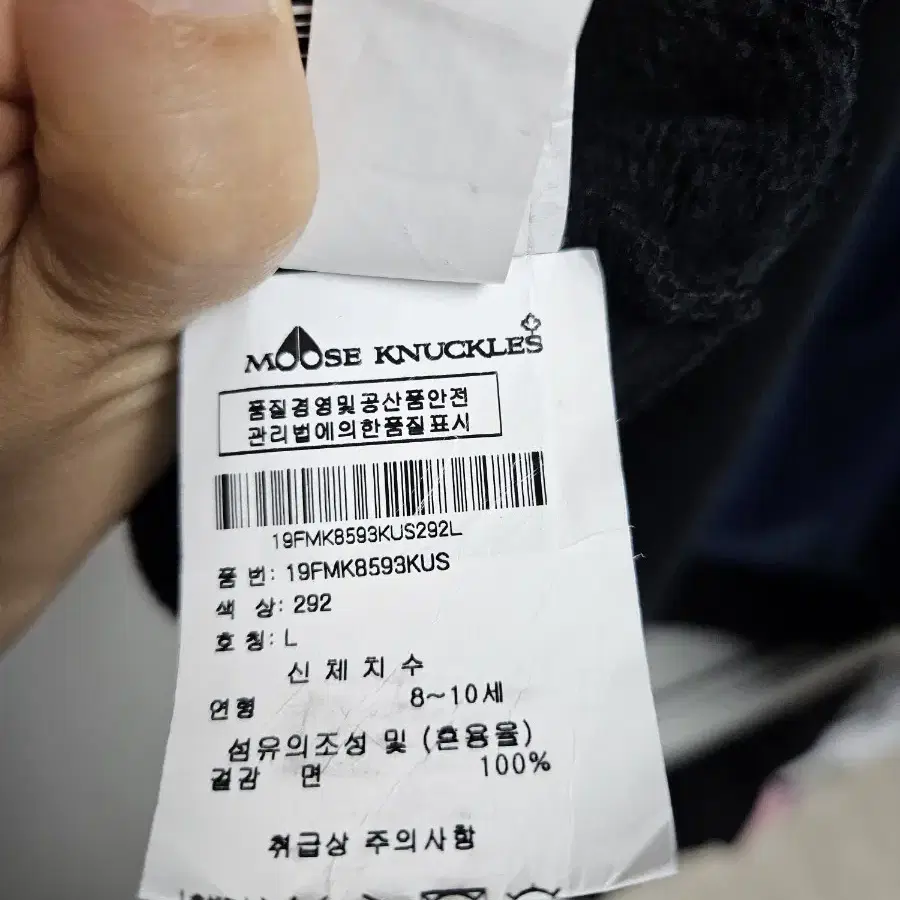 MOOSE KNUCKLES
품질경영및공산품안전
관리법에의한품질표시
19FMK8593KUS292L
품 번: 19FMK8593KUS
색 상: 292
호 칭: L
신 체 치 수
연형 8~10세
섬유의조성 및 (혼용율)
겉감 면 100%
취급상 주의사항